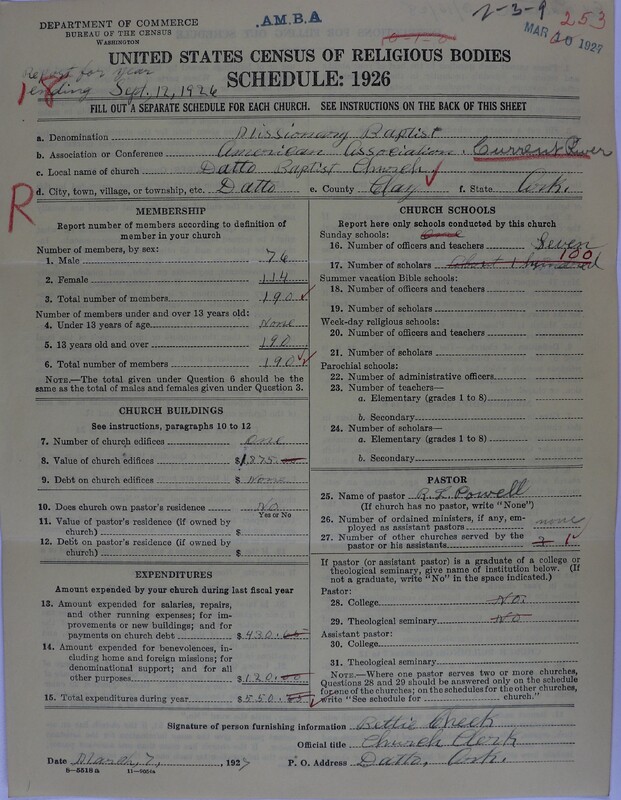 DEPARTMENT OF COMMERCE
BUREAU OF THE CENSUS
WASHINGTON
.A.M.B.A
2-3-9
253
MAR 10 1927
UNITED STATES CENSUS OF RELIGIOUS BODIES
Report for Year
SCHEDULE: 1926
18
ending Sept. 12, 1926
FILL OUT A SEPARATE SCHEDULE FOR EACH CHURCH. SEE INSTRUCTIONS ON THE BACK OF THIS SHEET
a. Denomination Missionary Baptist
b. Association or Conference American Association. Current River
c. Local name of church Datto Baptist Church
d. City, town, village, or township, etc. Datto e. County Clay f. State Ark.
R
MEMBERSHIP
Report number of members according to definition of
member in your church
Number of members, by sex:
1. Male 76
2. Female 114
3. Total number of members 190
Number of members under and over 13 years old:
4. Under 13 years of age None
5. 13 years old and over 190
6. Total number of members 190
NOTE.—The total given under Question 6 should be the
same as the total of males and females given under Question 3.
CHURCH BUILDINGS
See instructions, paragraphs 10 to 12
7. Number of church edifices One
8. Value of church edifices $1875.
9. Debt on church edifices $ None
10. Does church own pastor's residence? No
Yes or No
11. Value of pastor's residence (if owned by
church) $
12. Debt on pastor's residence (if owned by
church) $
EXPENDITURES
Amount expended by your church during last fiscal year
13. Amount expended for salaries, repairs,
and other running expenses; for im-
provements or new buildings; and for
payments on church debt $ 430.
14. Amount expended for benevolences, in-
cluding home and foreign missions; for
denominational support; and for all
other purposes $ 120.00
15. Total expenditures during year $ 550.
CHURCH SCHOOLS
Report here only schools conducted by this church
Sunday schools:
16. Number of officers and teachers Seven
100
17. Number of scholars About 1 hundred
Summer vacation Bible schools:
18. Number of officers and teachers
19. Number of scholars
Week-day religious schools:
20. Number of officers and teachers
21. Number of scholars
Parochial schools:
22. Number of administrative officers
23. Number of teachers—
a. Elementary (grades 1 to 8)
b. Secondary
24. Number of scholars—
a. Elementary (grades 1 to 8)
b. Secondary
PASTOR
25. Name of pastor R. L. Powell
(If church has no pastor, write "None")
26. Number of ordained ministers, if any, em-
ployed as assistant pastors none
27. Number of other churches served by the
pastor or his assistants 1
If pastor (or assistant pastor) is a graduate of a college or
theological seminary, give name of institution below. (If
not a graduate, write "No" in the space indicated.)
Pastor:
28. College No.
29. Theological seminary No
Assistant pastor:
30. College
31. Theological seminary
NOTE.—Where one pastor serves two or more churches,
Questions 28 and 29 should be answered only on the schedule
for one of the churches; on the schedules for the other churches,
write "See schedule for church."
Signature of person furnishing information Bettie Cheek
Official title Church Clerk
Date March 7, 1927 P. O. Address Datto, Ark.
8—5518 a